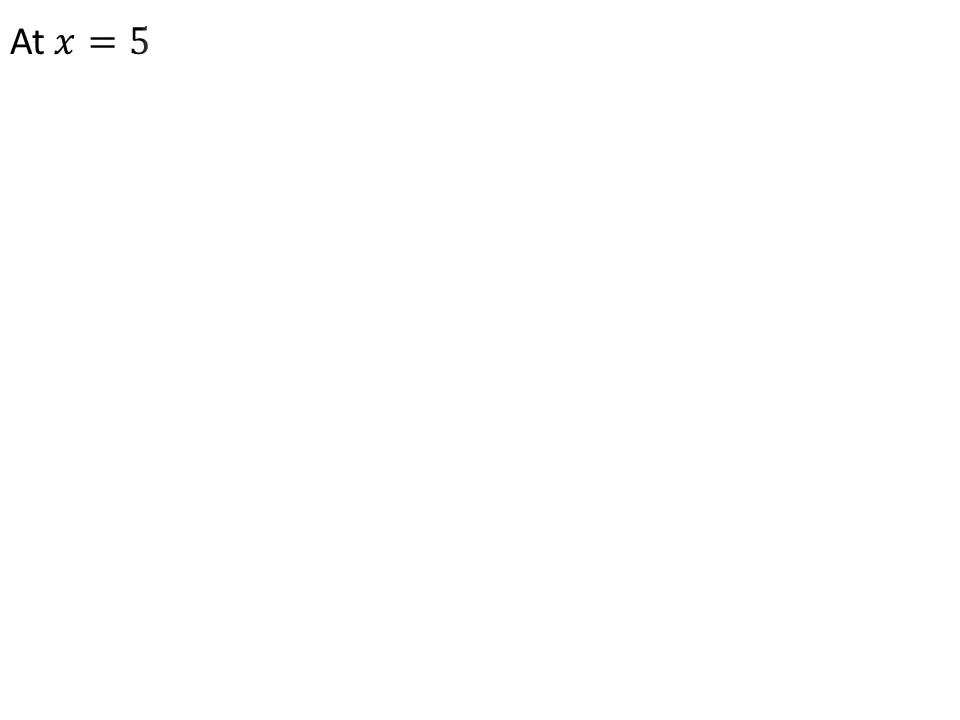 At 𝑥 = 5